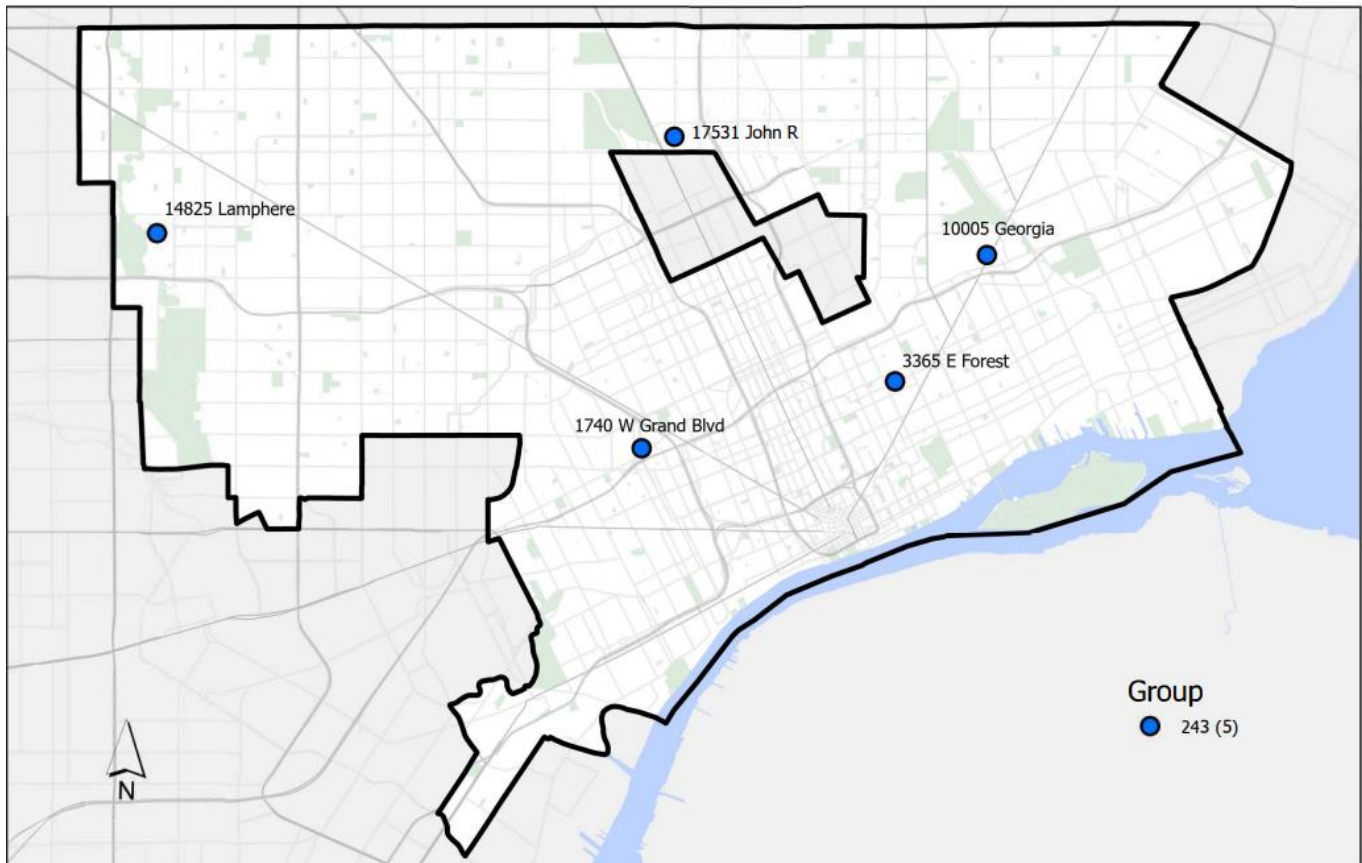 17531 John R
14825 Lamphere
10005 Georgia
3365 E Forest
1740 W Grand Blvd
Group
243 (5)
N